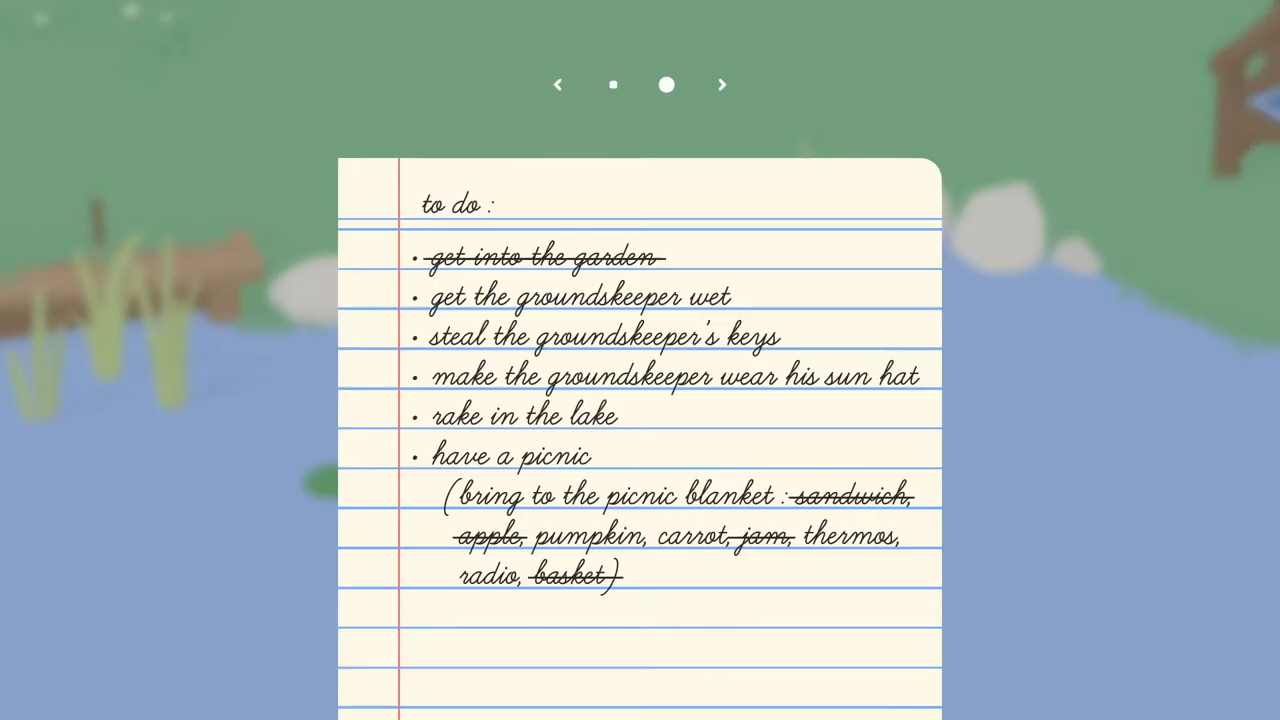 to do :
• get into the garden
• get the groundskeeper wet
• steal the groundskeeper's keys
• make the groundskeeper wear his sun hat
• rake in the lake
• have a picnic
(bring to the picnic blanket : sandwich,
apple, pumpkin, carrot, jam, thermos,
radio, basket)